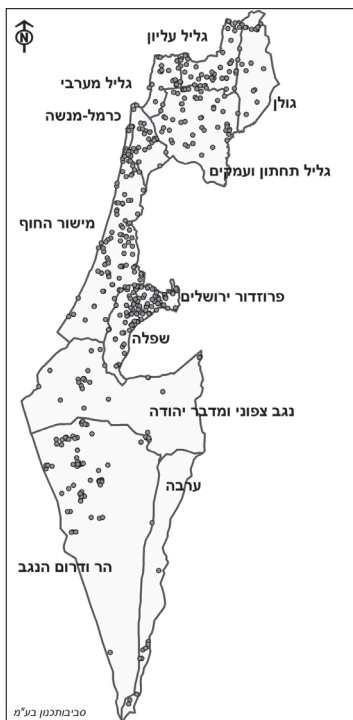 N
גליל עליון
גליל מערבי
גולן
כרמל-מנשה
גליל תחתון ועמקים
מישור החוף
פרוזדור ירושלים
שפלה
נגב צפוני ומדבר יהודה
ערבה
הר ודרום הנגב
סביבותכנון בע"מ